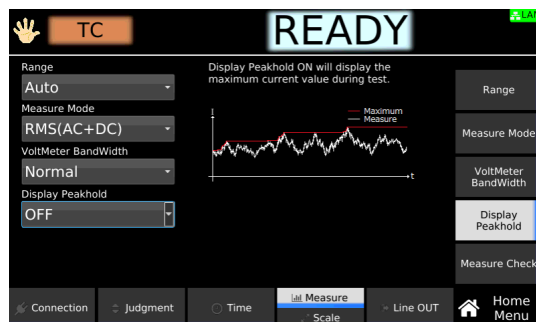 TC
READY
LAN
Range
Auto
Measure Mode
RMS(AC+DC)
VoltMeter BandWidth
Normal
Display Peakhold
OFF
Display Peakhold ON will display the
maximum current value during test.
Maximum
Measure
t
Range
Measure Mode
VoltMeter
BandWidth
Display
Peakhold
Measure Check
Connection
Judgment
Time
Measure
Scale
Line OUT
Home
Menu